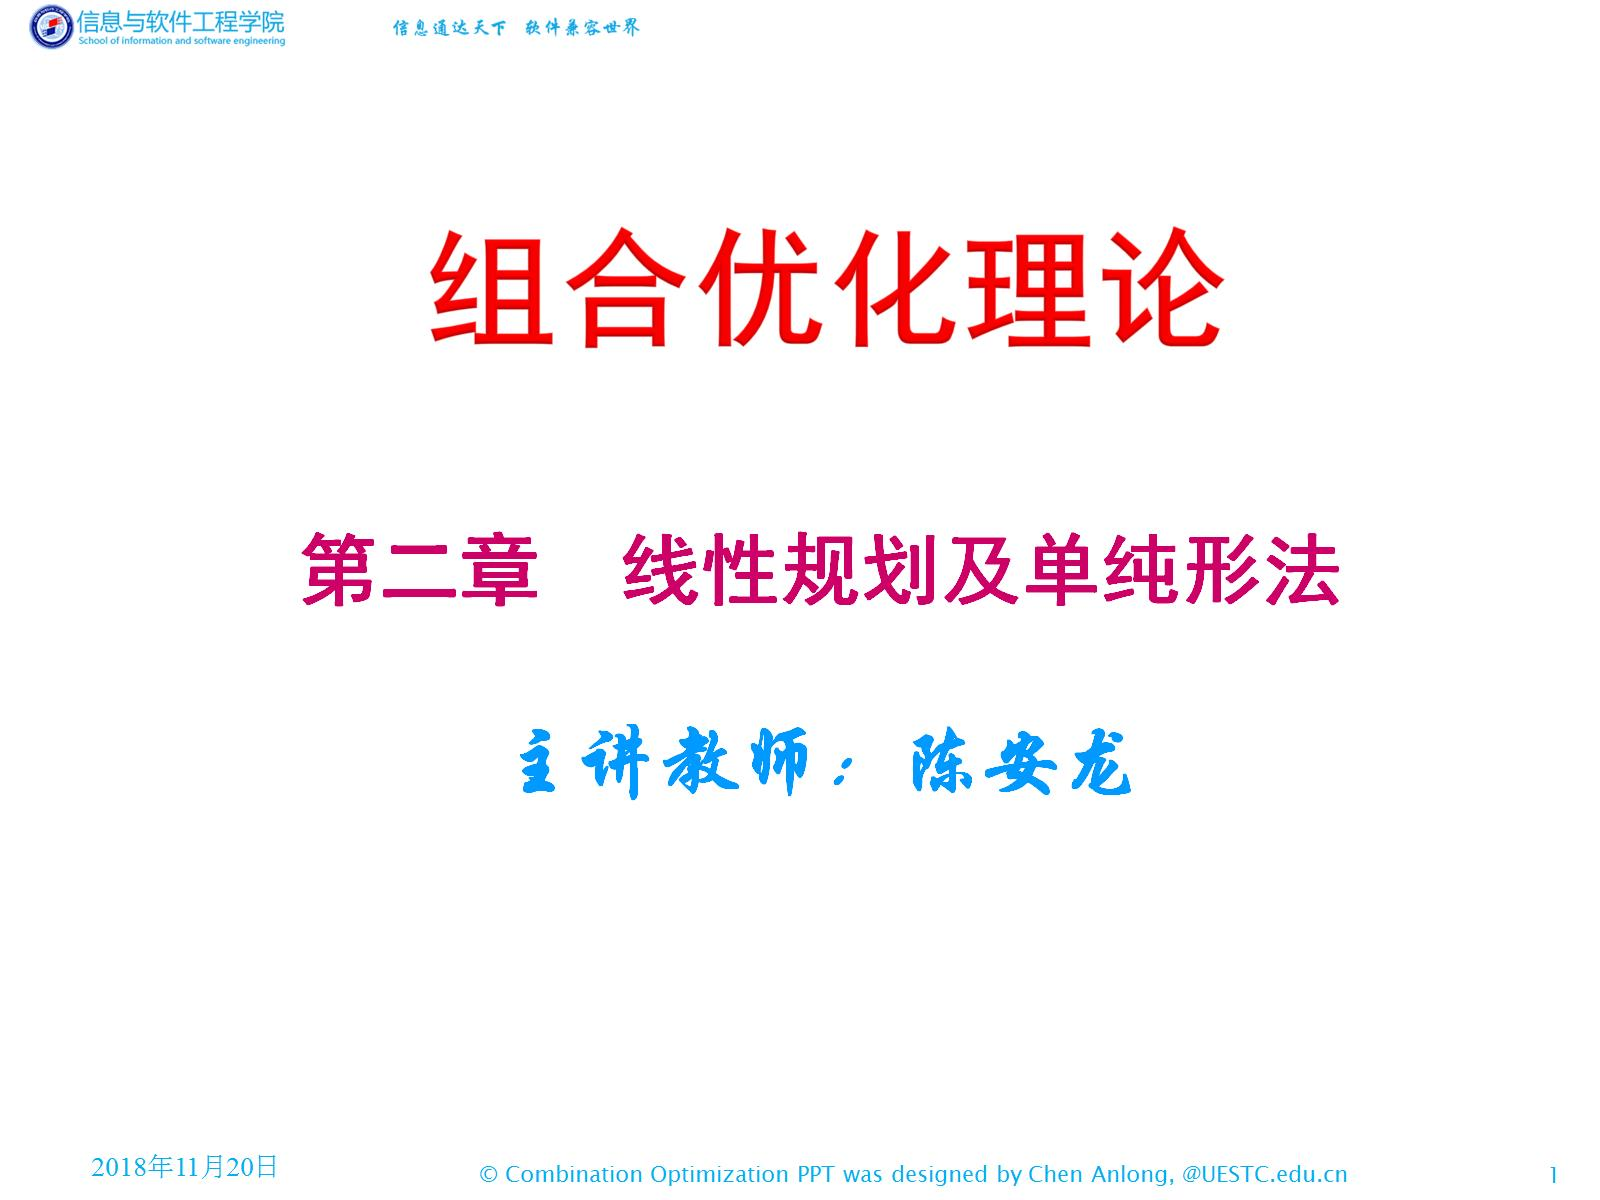 信息与软件工程学院
School of information and software engineering
信息通达天下 软件兼容世界
组合优化理论
第二章 线性规划及单纯形法
主讲教师：陈安龙
2018年11月20日
© Combination Optimization PPT was designed by Chen Anlong, @UESTC.edu.cn
1